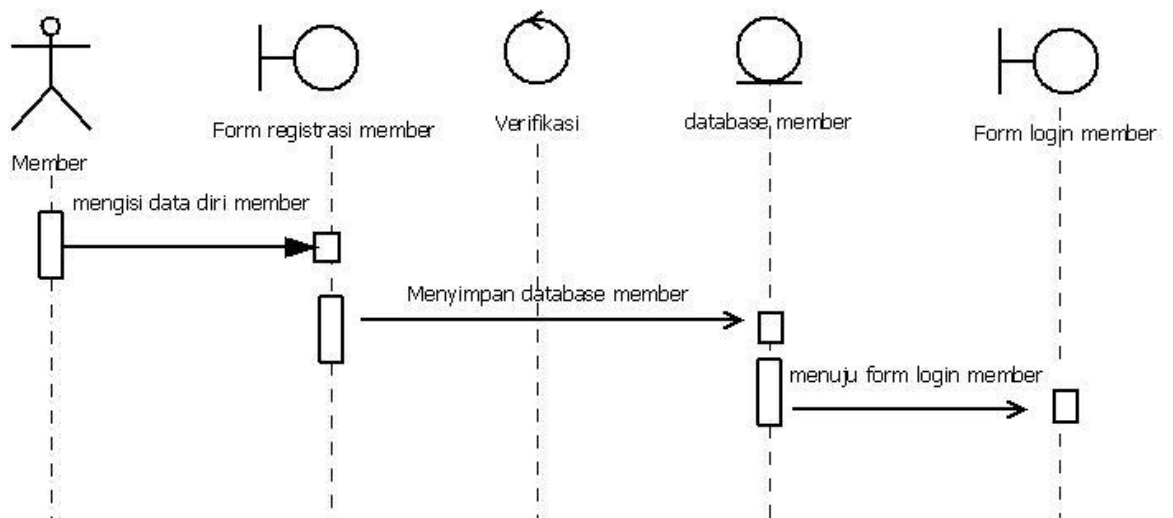 Member
Form registrasi member
Verifikasi
database member
Form login member
mengisi data diri member
Menyimpan database member
menuju form login member